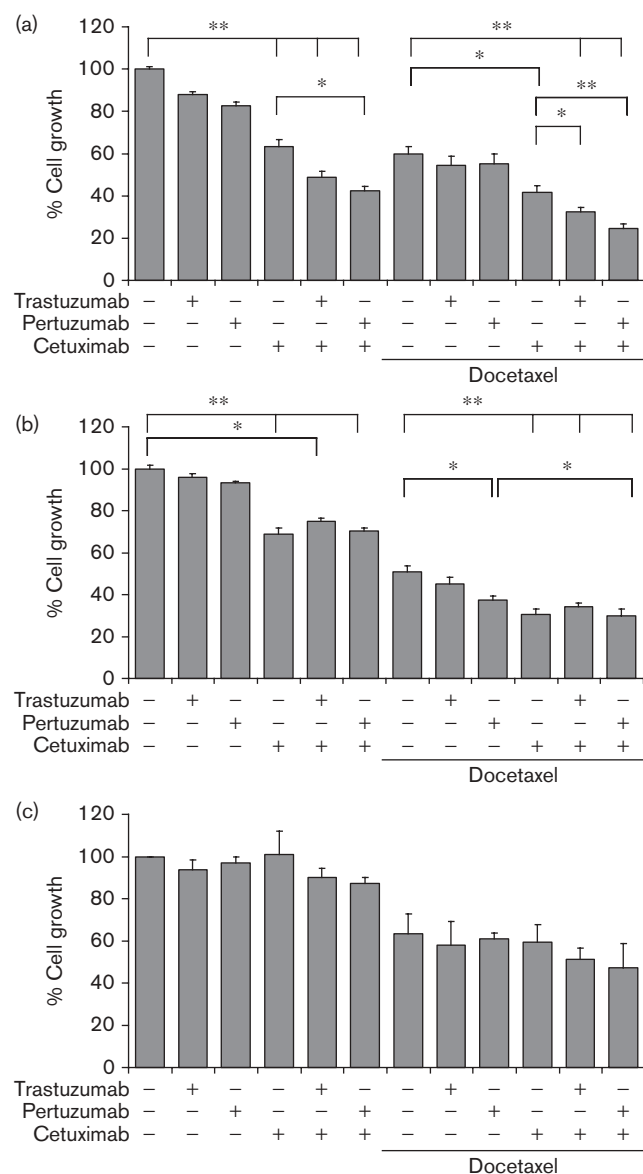 (a)
** **
120
* **
100
* *
80
60
40
20
0
% Cell growth
Trastuzumab − + − − + − − + − − + −
Pertuzumab − − + − − + − − + − − +
Cetuximab − − − + + + − − − + + +
Docetaxel
(b)
** **
120
*
100
* *
80
60
40
20
0
% Cell growth
Trastuzumab − + − − + − − + − − + −
Pertuzumab − − + − − + − − + − − +
Cetuximab − − − + + + − − − + + +
Docetaxel
(c)
120
100
80
60
40
20
0
% Cell growth
Trastuzumab − + − − + − − + − − + −
Pertuzumab − − + − − + − − + − − +
Cetuximab − − − + + + − − − + + +
Docetaxel